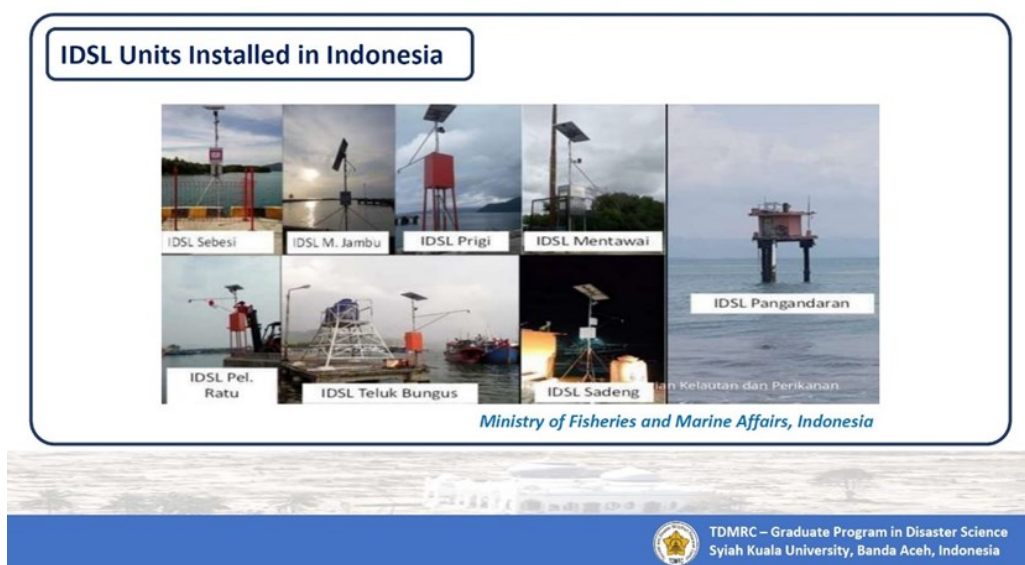 IDSL Units Installed in Indonesia
IDSL Sebesi
IDSL M. Jambu
IDSL Prigi
IDSL Mentawai
IDSL Pangandaran
IDSL Pel.
Ratu
IDSL Teluk Bungus
IDSL Sadeng
Kelautan dan Perikanan
Ministry of Fisheries and Marine Affairs, Indonesia
TDMRC – Graduate Program in Disaster Science
Syiah Kuala University, Banda Aceh, Indonesia
TDMRC